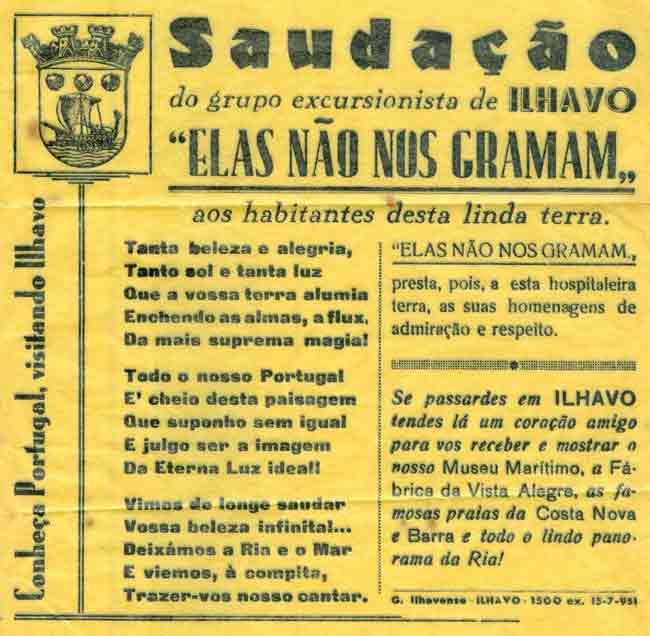 Saudação
do grupo excursionista de ILHAVO
"ELAS NÃO NOS GRAMAM„
aos habitantes desta linda terra.
Conheça Portugal, visitando Ilhavo
Tanta beleza e alegria,
Tanto sol e tanta luz
Que a vossa terra alumia
Enchendo as almas, a flux,
Da mais suprema magia!
Todo o nosso Portugal
E' cheio desta paisagem
Que suponho sem igual
E julgo ser a imagem
Da Eterna Luz ideal!
Vimos de longe saudar
Vossa beleza infinita!...
Deixámos a Ria e o Mar
E viemos, à compita,
Trazer-vos nosso cantar.
"ELAS NÃO NOS GRAMAM„
presta, pois, a esta hospitaleira
terra, as suas homenagens de
admiração e respeito.
Se passardes em ILHAVO
tendes lá um coração amigo
para vos receber e mostrar o
nosso Museu Marítimo, a Fá-
brica da Vista Alegre, as fa-
mosas praias da Costa Nova
e Barra e todo o lindo pano-
rama da Ria!
G. Ilhavense - ILHAVO - 1500 ex. 15-7-951